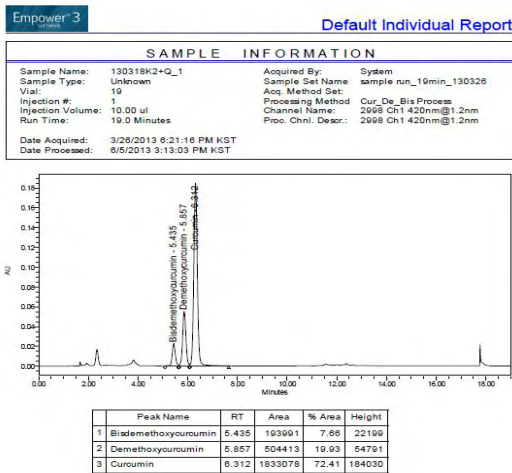 Empower™3
SOFTWARE
Default Individual Report
SAMPLE INFORMATION
Sample Name: 130318K2+Q_1
Sample Type: Unknown
Vial: 19
Injection #: 1
Injection Volume: 10.00 ul
Run Time: 19.0 Minutes
Date Acquired: 3/26/2013 6:21:16 PM KST
Date Processed: 6/5/2013 3:13:03 PM KST
Acquired By: System
Sample Set Name: sample run_19min_130326
Acq. Method Set:
Processing Method Cur_De_Bis Process
Channel Name: 2998 Ch1 420nm@1.2nm
Proc. Chnl. Descr.: 2998 Ch1 420nm@1.2nm
AU
0.18
0.16
0.14
0.12
0.10
0.08
0.06
0.04
0.02
0.00
Bisdemethoxycurcumin - 5.435
Demethoxycurcumin - 5.857
Curcumin - 6.312
0.00 2.00 4.00 6.00 8.00 10.00 12.00 14.00 16.00 18.00
Minutes
Peak Name RT Area % Area Height
1 Bisdemethoxycurcumin 5.435 193991 7.66 22199
2 Demethoxycurcumin 5.857 504413 19.93 54791
3 Curcumin 6.312 1833078 72.41 184030